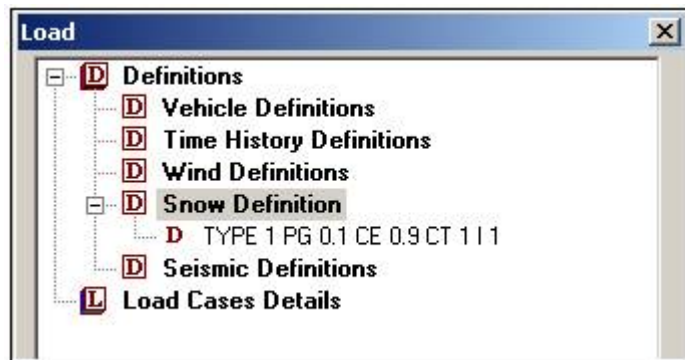 Load
D Definitions
D Vehicle Definitions
D Time History Definitions
D Wind Definitions
D Snow Definition
D TYPE 1 PG 0.1 CE 0.9 CT 1 I 1
D Seismic Definitions
L Load Cases Details